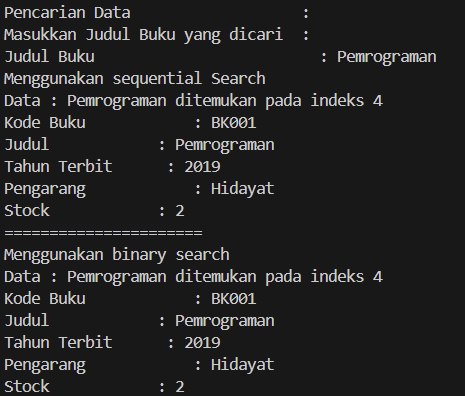 Pencarian Data                   :
Masukkan Judul Buku yang dicari  :
Judul Buku                         : Pemrograman
Menggunakan sequential Search
Data : Pemrograman ditemukan pada indeks 4
Kode Buku            : BK001
Judul            : Pemrograman
Tahun Terbit      : 2019
Pengarang            : Hidayat
Stock            : 2
======================
Menggunakan binary search
Data : Pemrograman ditemukan pada indeks 4
Kode Buku            : BK001
Judul            : Pemrograman
Tahun Terbit      : 2019
Pengarang            : Hidayat
Stock            : 2